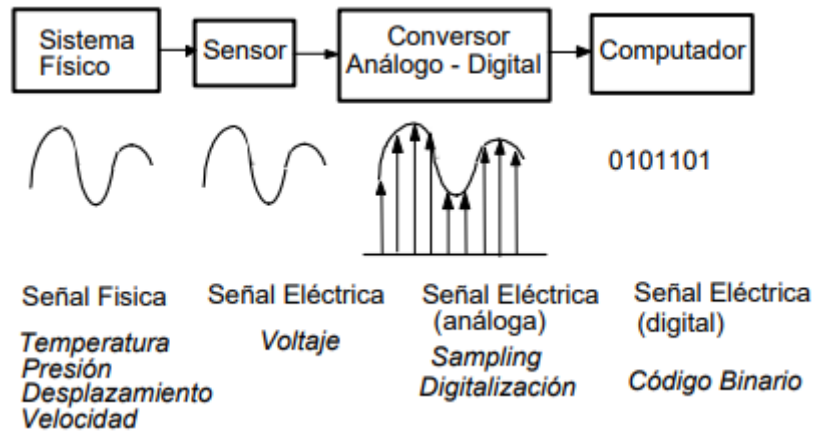 Sistema
Físico
Sensor
Conversor
Análogo - Digital
Computador
0101101
Señal Fisica
Temperatura
Presión
Desplazamiento
Velocidad
Señal Eléctrica
Voltaje
Señal Eléctrica
(análoga)
Sampling
Digitalización
Señal Eléctrica
(digital)
Código Binario